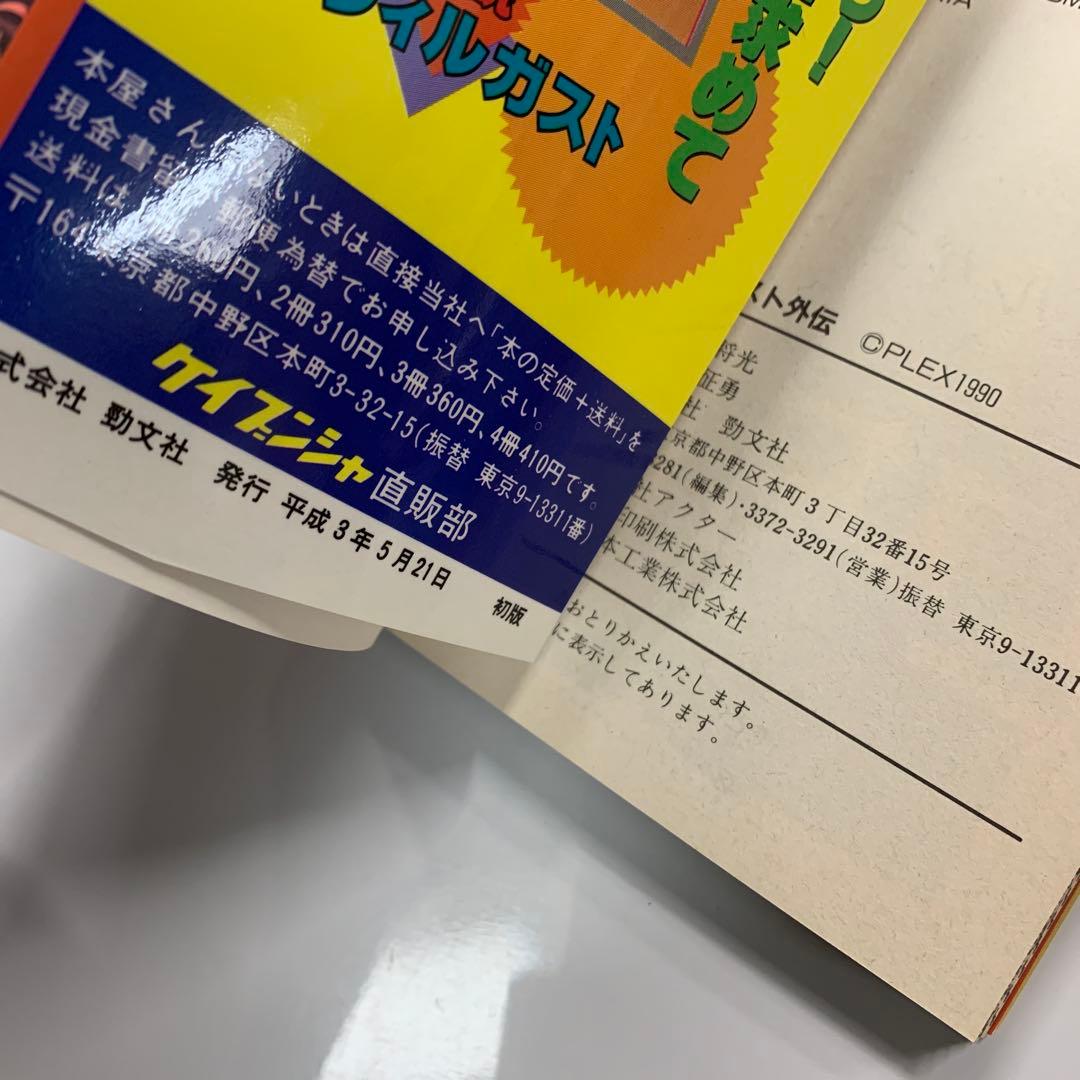 ィルガスト
求めて
本屋さん
いときは直接当社へ「本の定価+送料」を
現金書留
郵便為替でお申し込み下さい。
送料は
260円、2冊310円、3冊360円、4冊410円です。
〒164
京都中野区本町3-32-15(振替 東京9-13311番)
ケイブンシャ直販部
式会社 勁文社 発行 平成3年5月21日 初版
スト外伝 ©PLEX1990
将光
征勇
社 勁文社
京都中野区本町3丁目32番15号
281(編集)・3372-3291(営業)振替 東京9-13311
社アクター
印刷株式会社
本工業株式会社
おとりかえいたします。
に表示してあります。